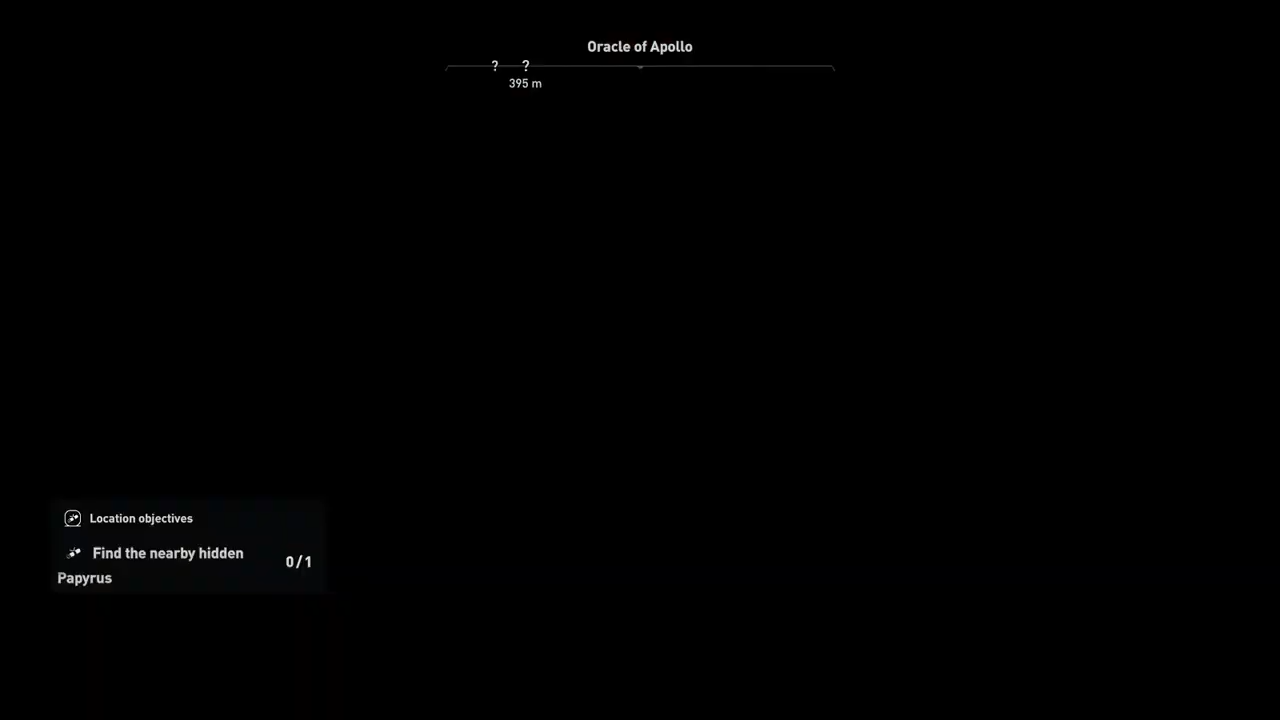 Oracle of Apollo
? ?
395 m
Location objectives
Find the nearby hidden
0/1
Papyrus